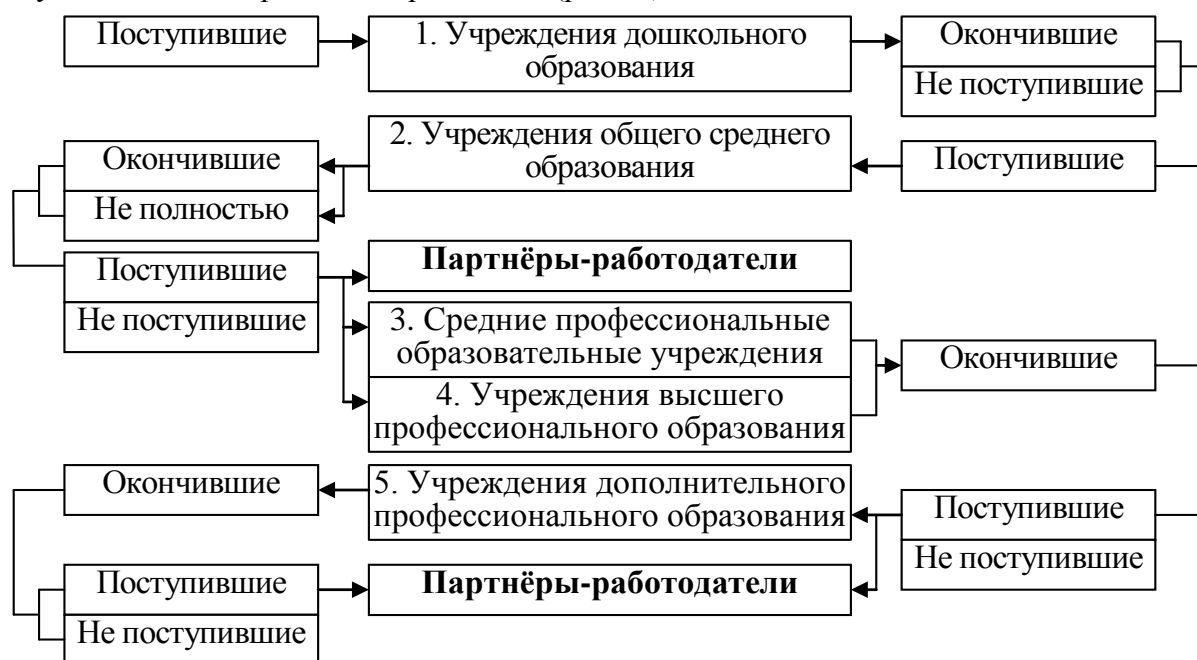 Поступившие
1. Учреждения дошкольного
образования
Окончившие
Не поступившие
Окончившие
Не полностью
2. Учреждения общего среднего
образования
Поступившие
Поступившие
Не поступившие
Партнёры-работодатели
3. Средние профессиональные
образовательные учреждения
4. Учреждения высшего
профессионального образования
Окончившие
Окончившие
5. Учреждения дополнительного
профессионального образования
Поступившие
Не поступившие
Поступившие
Не поступившие
Партнёры-работодатели